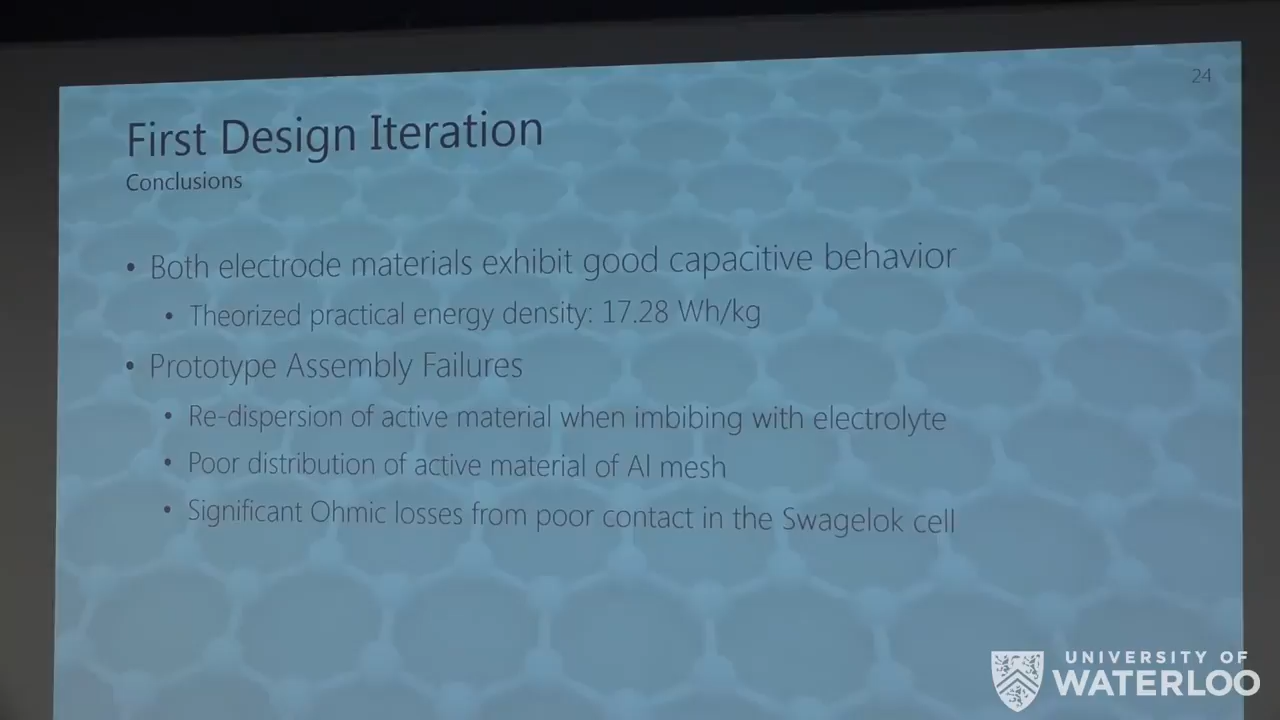 24
First Design Iteration
Conclusions
• Both electrode materials exhibit good capacitive behavior
• Theorized practical energy density: 17.28 Wh/kg
• Prototype Assembly Failures
• Re-dispersion of active material when imbibing with electrolyte
• Poor distribution of active material of Al mesh
• Significant Ohmic losses from poor contact in the Swagelok cell
UNIVERSITY OF
WATERLOO